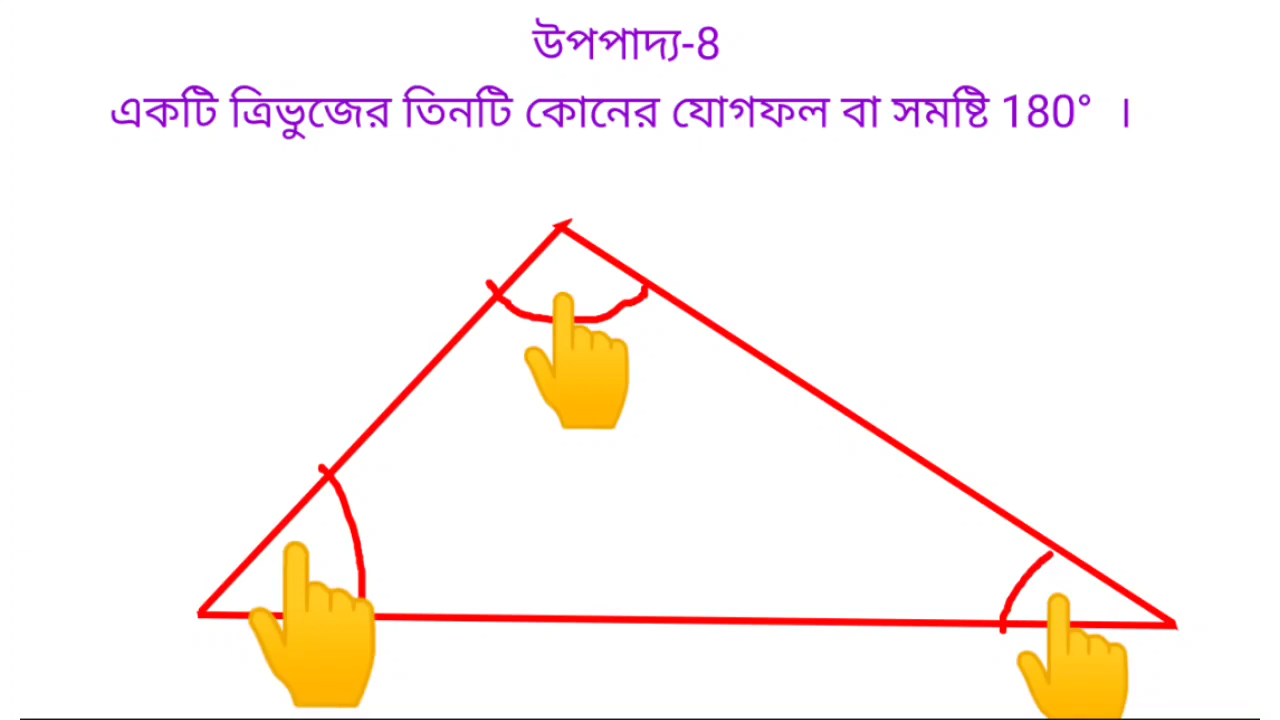 উপপাদ্য-8
একটি ত্রিভুজের তিনটি কোনের যোগফল বা সমষ্টি 180° ।